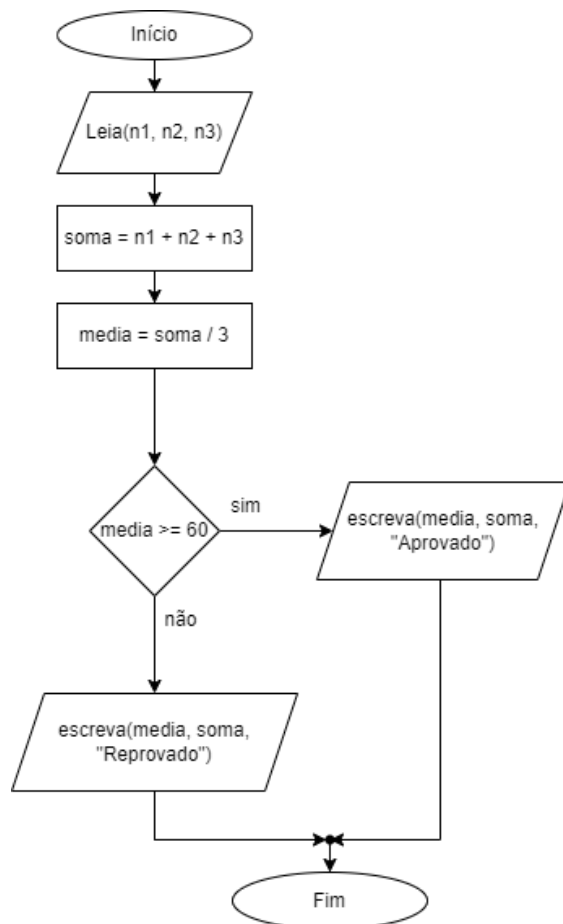 Início
Leia(n1, n2, n3)
soma = n1 + n2 + n3
media = soma / 3
media >= 60
sim
escreva(media, soma,
"Aprovado")
não
escreva(media, soma,
"Reprovado")
Fim